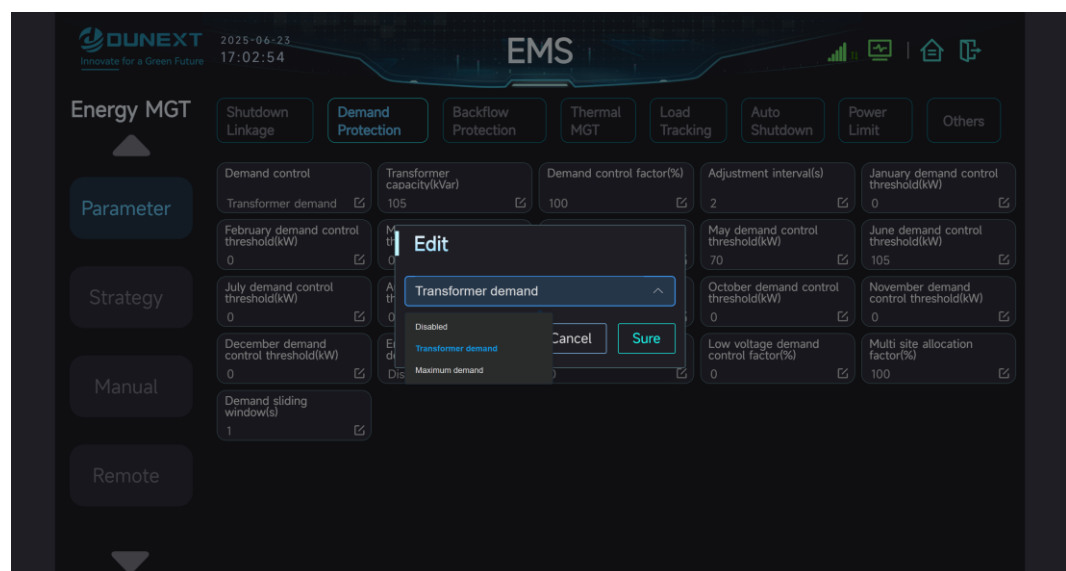 DUNEXT
Innovate for a Green Future
2025-06-23
17:02:54
EMS
Energy MGT
Shutdown
Linkage
Demand
Protection
Backflow
Protection
Thermal
MGT
Load
Tracking
Auto
Shutdown
Power
Limit
Others
Parameter
Strategy
Manual
Remote
Demand control
Transformer demand
Transformer
capacity(kVar)
105
Demand control factor(%)
100
Adjustment interval(s)
2
January demand control
threshold(kW)
0
February demand control
threshold(kW)
0
May demand control
threshold(kW)
70
June demand control
threshold(kW)
105
July demand control
threshold(kW)
0
October demand control
threshold(kW)
0
November demand
control threshold(kW)
0
December demand
control threshold(kW)
0
Dis
Low voltage demand
control factor(%)
0
Multi site allocation
factor(%)
100
Demand sliding
window(s)
1
Edit
Transformer demand
Disabled
Transformer demand
Maximum demand
Cancel
Sure